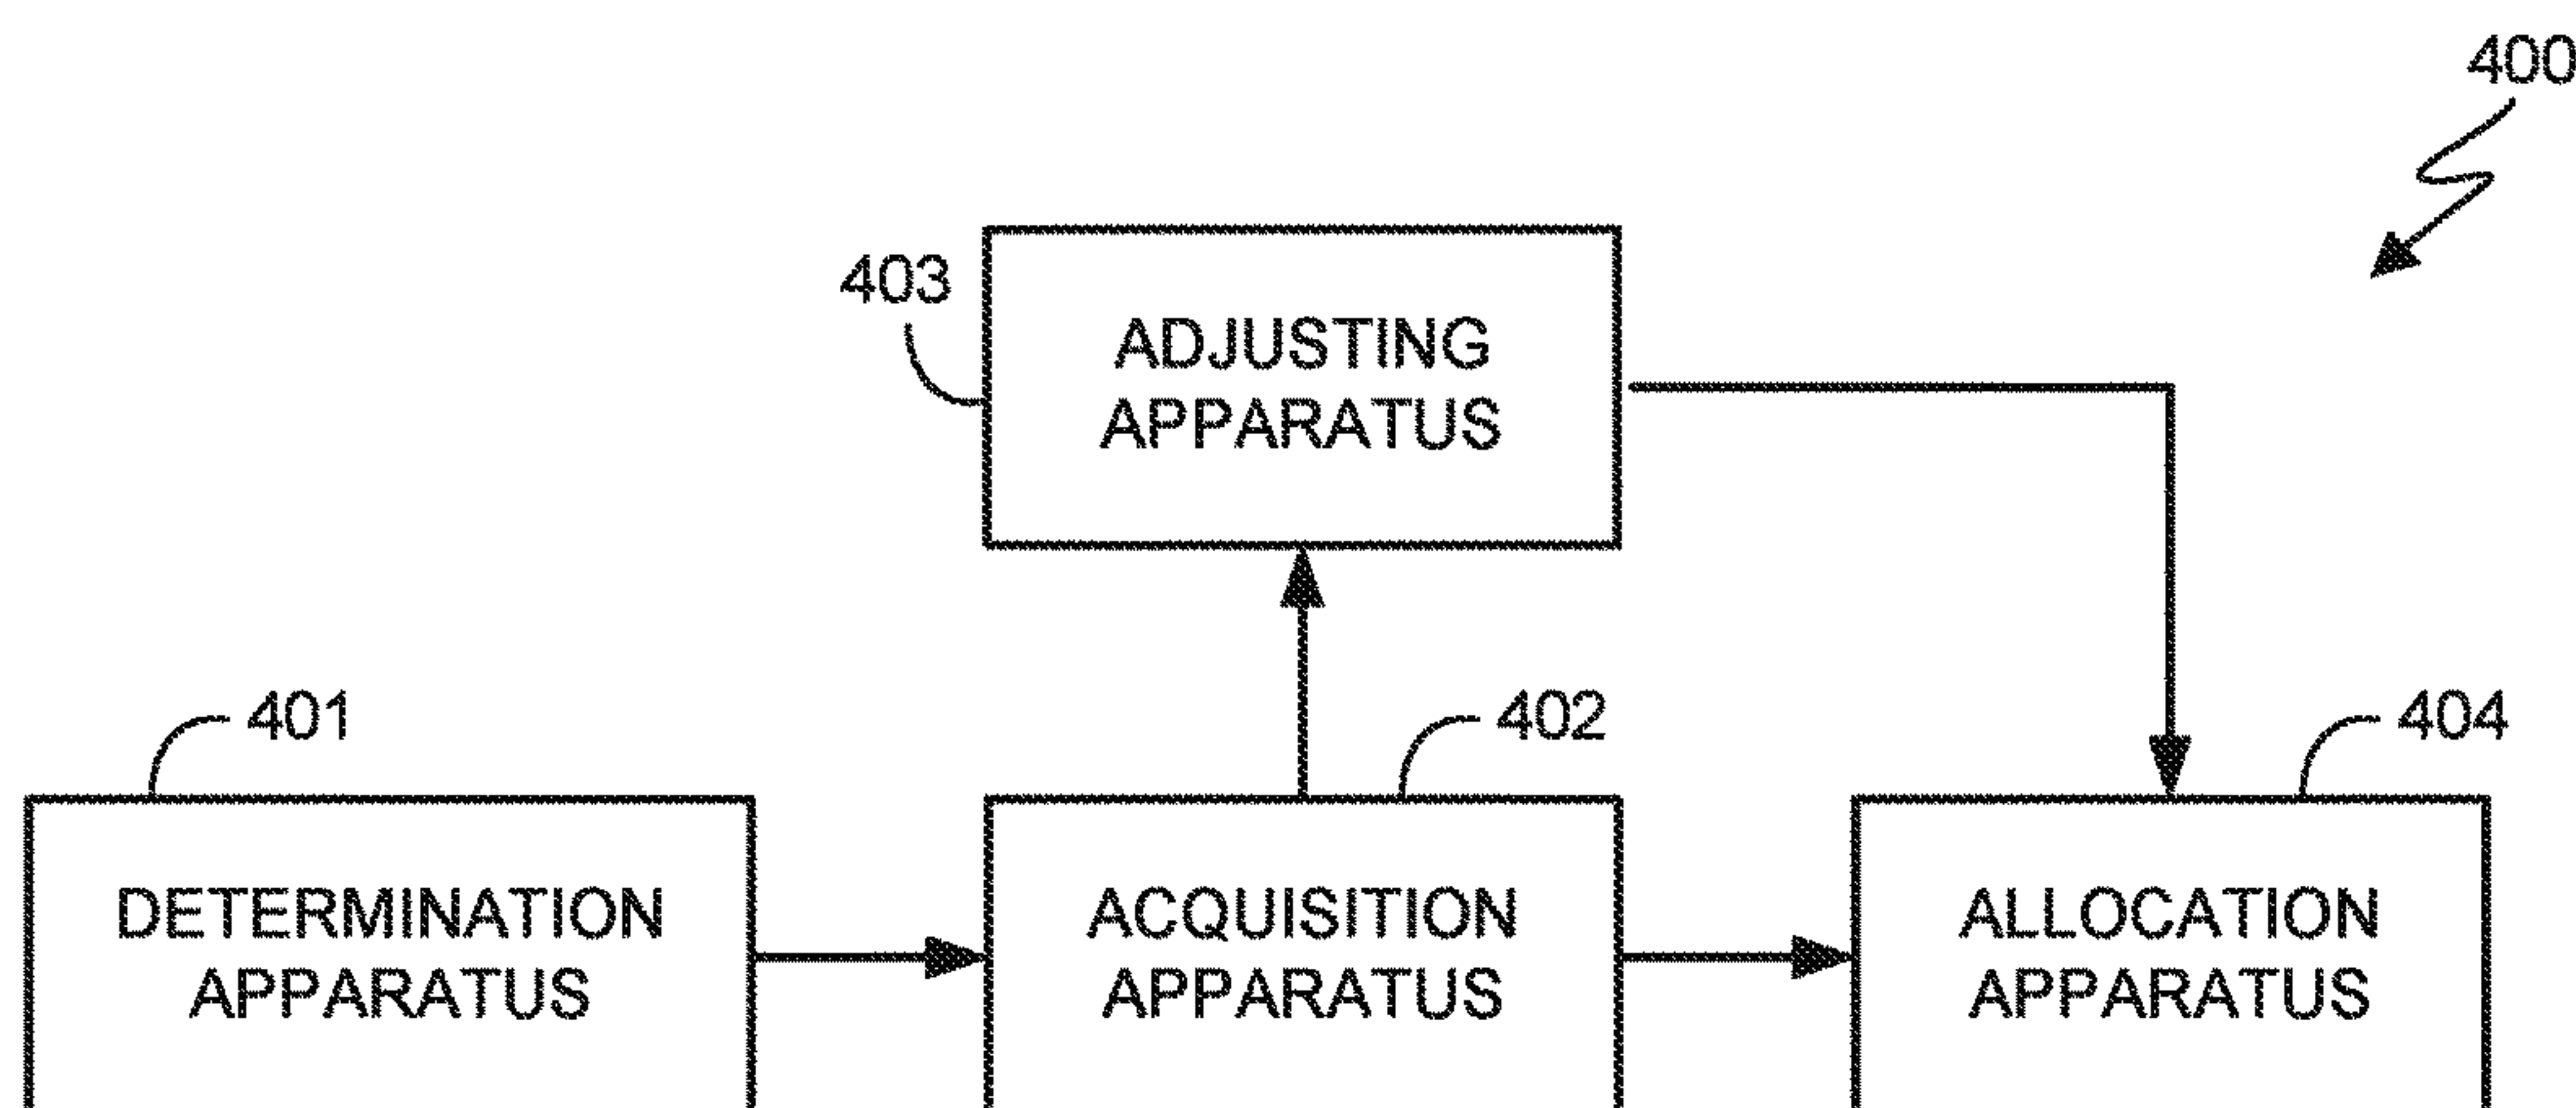 400
403
ADJUSTING
APPARATUS
401
402
404
DETERMINATION
APPARATUS
ACQUISITION
APPARATUS
ALLOCATION
APPARATUS